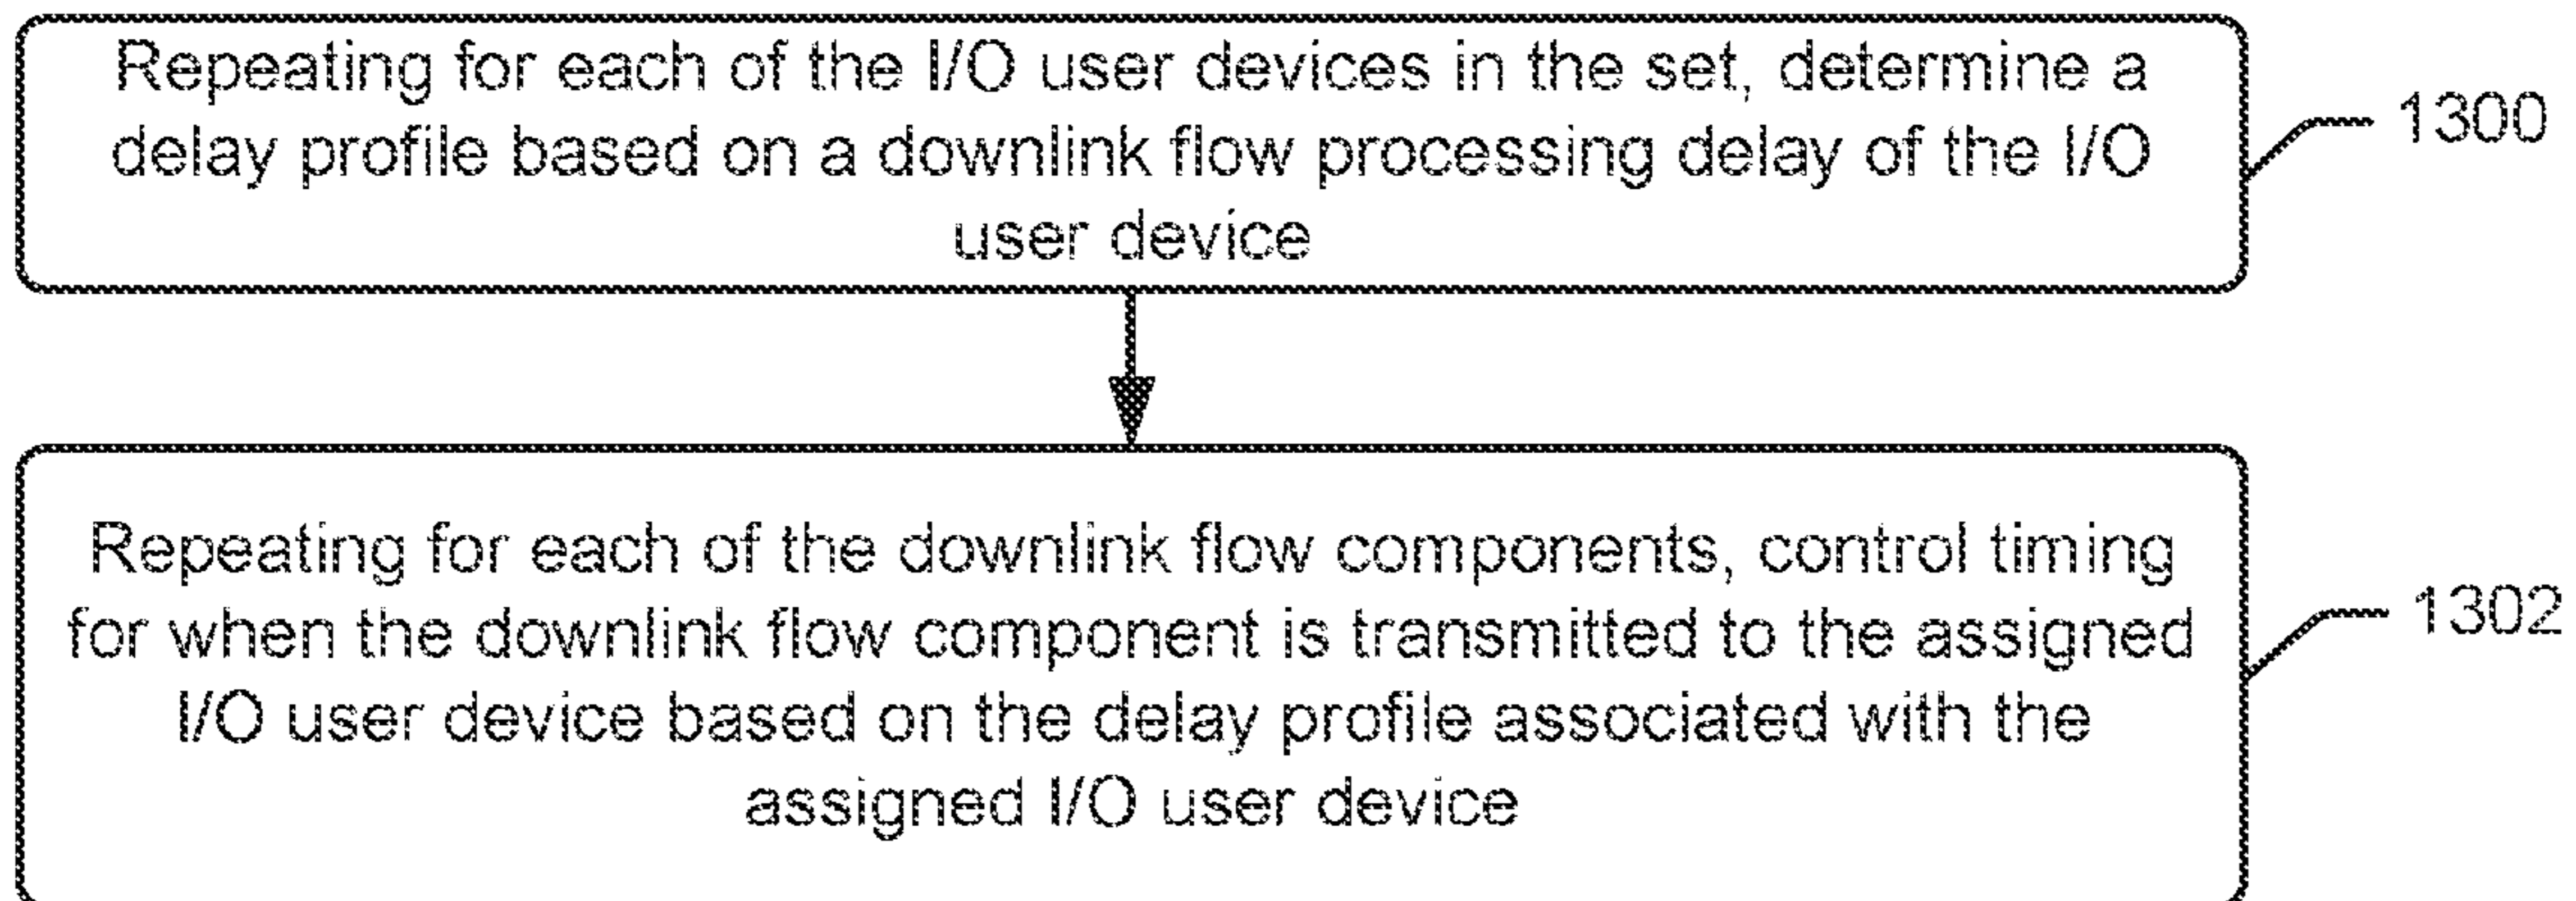 Repeating for each of the I/O user devices in the set, determine a
delay profile based on a downlink flow processing delay of the I/O
user device
1300
Repeating for each of the downlink flow components, control timing
for when the downlink flow component is transmitted to the assigned
I/O user device based on the delay profile associated with the
assigned I/O user device
1302